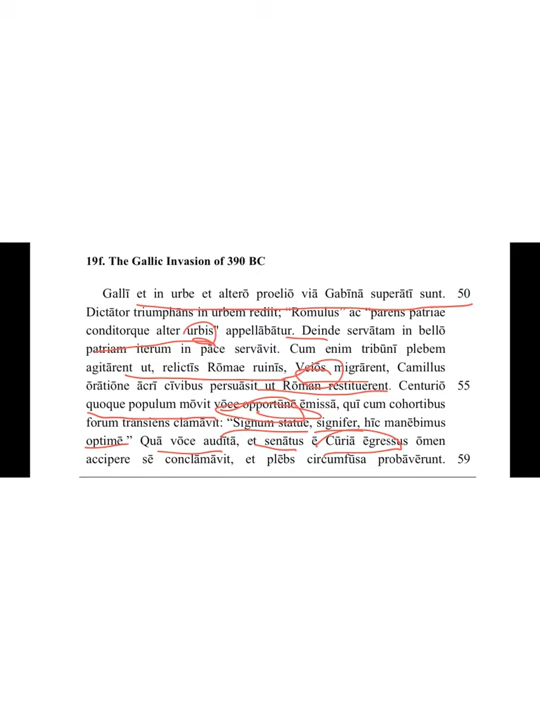 19f. The Gallic Invasion of 390 BC
Gallī et in urbe et alterō proeliō viā Gabīnā superātī sunt. 50
Dictātor triumphāns in urbem rediit; “Rōmulus” ac “parēns patriae
conditorque alter urbis” appellābātur. Deinde servātam in bellō
patriam iterum in pāce servāvit. Cum enim tribūnī plebem
agitārent ut, relictīs Rōmae ruinīs, Veiōs migrārent, Camillus
ōrātiōne ācrī cīvibus persuāsit ut Rōman restituerent. Centuriō 55
quoque populum mōvit vōce opportūnē ēmissā, quī cum cohortibus
forum transiens clāmāvit: “Signum statue, signifer, hīc manēbimus
optimē.” Quā vōce audītā, et senātus ē Cūriā ēgressus ōmen
accipere sē conclāmāvit, et plēbs circumfūsa probāvērunt. 59